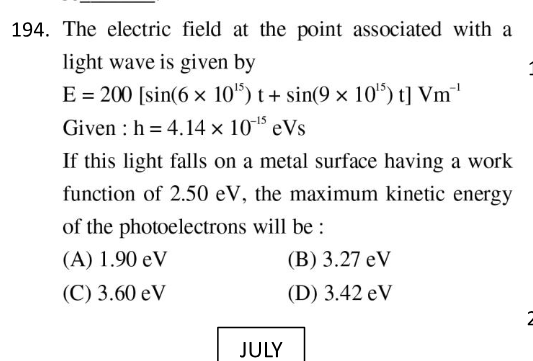 194. The electric field at the point associated with a
light wave is given by
E = 200 [sin(6 × 10¹⁵) t + sin(9 × 10¹⁵) t] Vm⁻¹
Given : h = 4.14 × 10⁻¹⁵ eVs
If this light falls on a metal surface having a work
function of 2.50 eV, the maximum kinetic energy
of the photoelectrons will be :
(A) 1.90 eV (B) 3.27 eV
(C) 3.60 eV (D) 3.42 eV
JULY